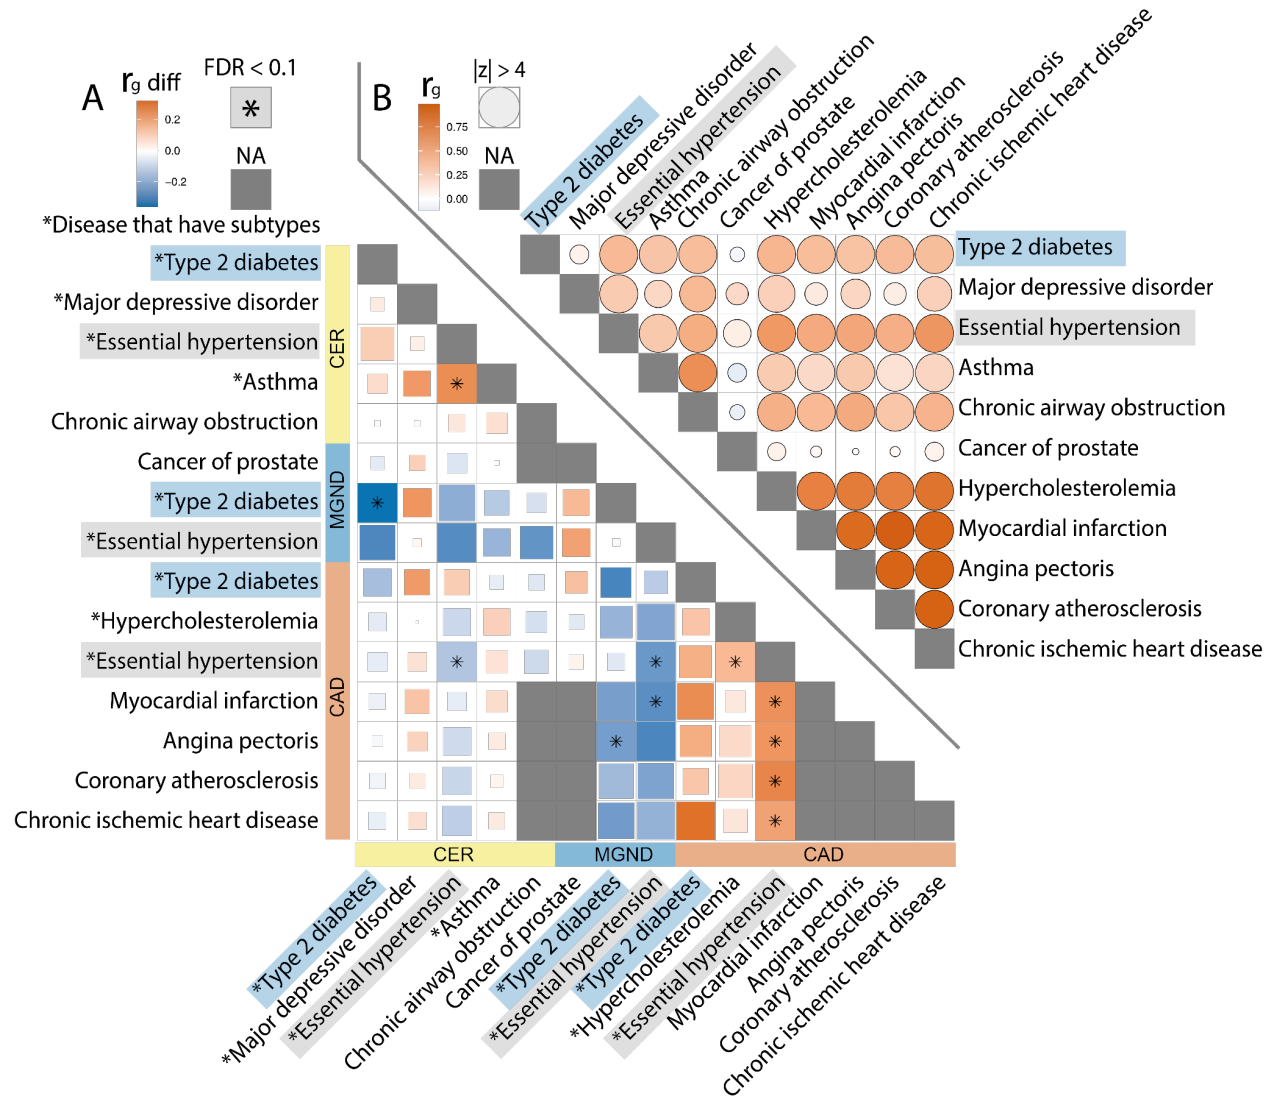 A
rg diff
0.2
0.0
−0.2
FDR < 0.1
*
NA
B
rg
0.75
0.50
0.25
0.00
|z| > 4
NA
Type 2 diabetes
Major depressive disorder
Essential hypertension
Asthma
Chronic airway obstruction
Cancer of prostate
Hypercholesterolemia
Myocardial infarction
Angina pectoris
Coronary atherosclerosis
Chronic ischemic heart disease
Type 2 diabetes
Major depressive disorder
Essential hypertension
Asthma
Chronic airway obstruction
Cancer of prostate
Hypercholesterolemia
Myocardial infarction
Angina pectoris
Coronary atherosclerosis
Chronic ischemic heart disease
*Disease that have subtypes
*Type 2 diabetes
*Major depressive disorder
*Essential hypertension
*Asthma
Chronic airway obstruction
Cancer of prostate
*Type 2 diabetes
*Essential hypertension
*Type 2 diabetes
*Hypercholesterolemia
*Essential hypertension
Myocardial infarction
Angina pectoris
Coronary atherosclerosis
Chronic ischemic heart disease
CER
MGND
CAD
CER
MGND
CAD
*Type 2 diabetes
*Major depressive disorder
*Essential hypertension
*Asthma
Chronic airway obstruction
Cancer of prostate
*Type 2 diabetes
*Essential hypertension
*Type 2 diabetes
*Hypercholesterolemia
*Essential hypertension
Myocardial infarction
Angina pectoris
Coronary atherosclerosis
Chronic ischemic heart disease